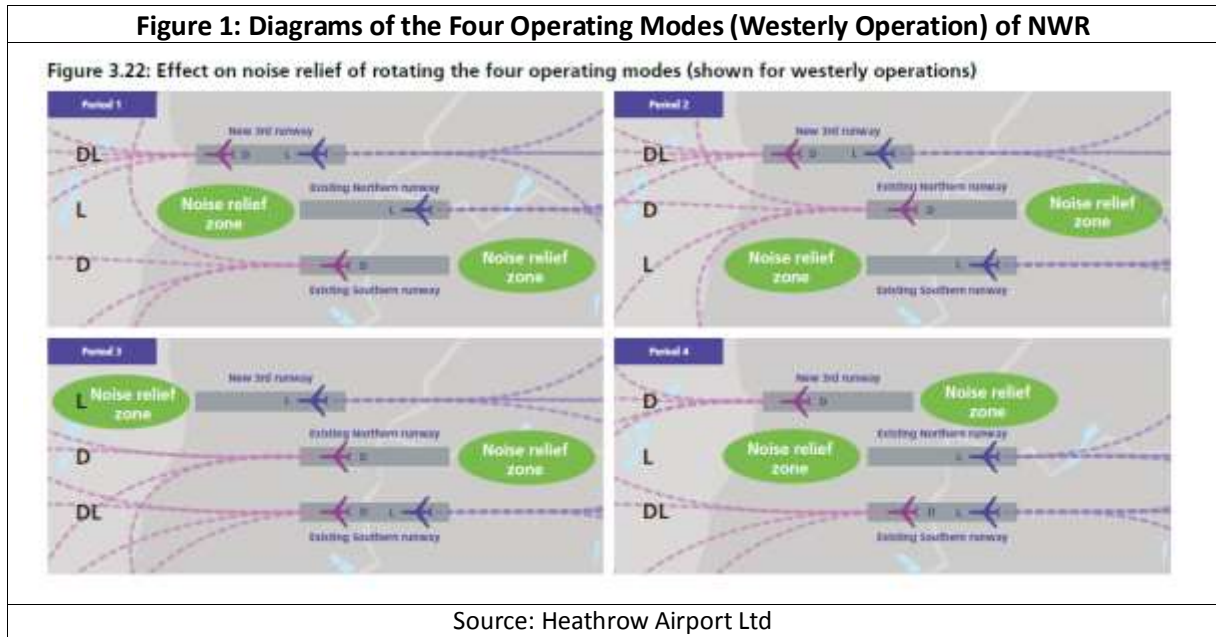 Figure 1: Diagrams of the Four Operating Modes (Westerly Operation) of NWR
Figure 3.22: Effect on noise relief of rotating the four operating modes (shown for westerly operations)
Period 1
New 3rd runway
DL
D
L
Existing Northern runway
L
Noise relief
zone
L
D
D
Noise relief
zone
Existing Southern runway
Period 2
New 3rd runway
DL
L
D
Existing Northern runway
D
D
Noise relief
zone
L
Noise relief
zone
L
Existing Southern runway
Period 3
New 3rd runway
L
Noise relief
zone
L
Existing Northern runway
D
D
Noise relief
zone
DL
D
L
Existing Southern runway
Period 4
New 3rd runway
D
D
Noise relief
zone
Existing Northern runway
L
Noise relief
zone
L
DL
D
L
Existing Southern runway
Source: Heathrow Airport Ltd